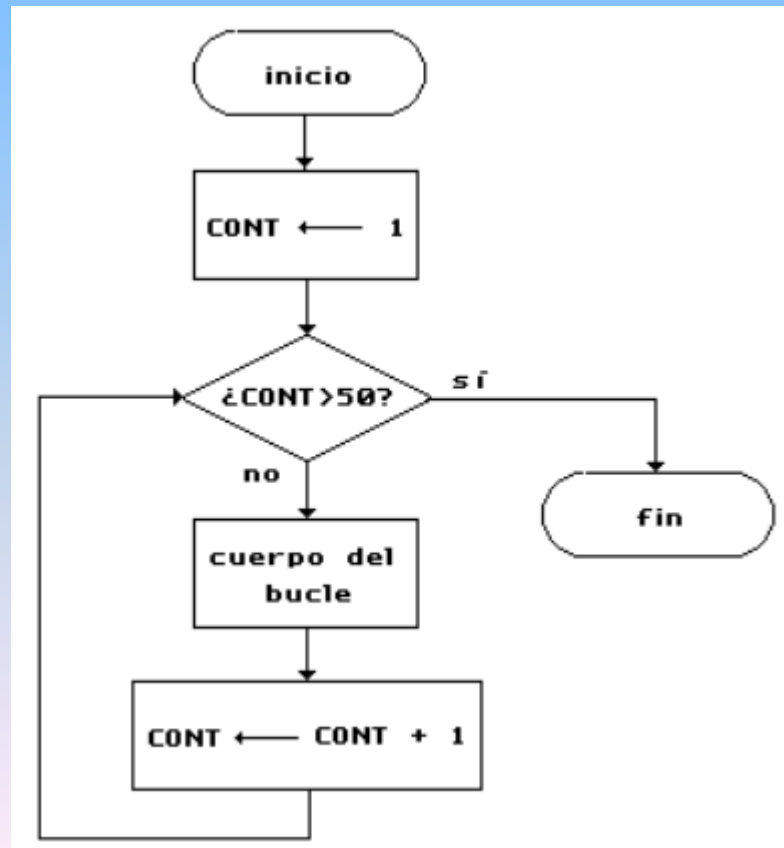 inicio
CONT ← 1
¿CONT>50?
sí
no
fin
cuerpo del
bucle
CONT ← CONT + 1